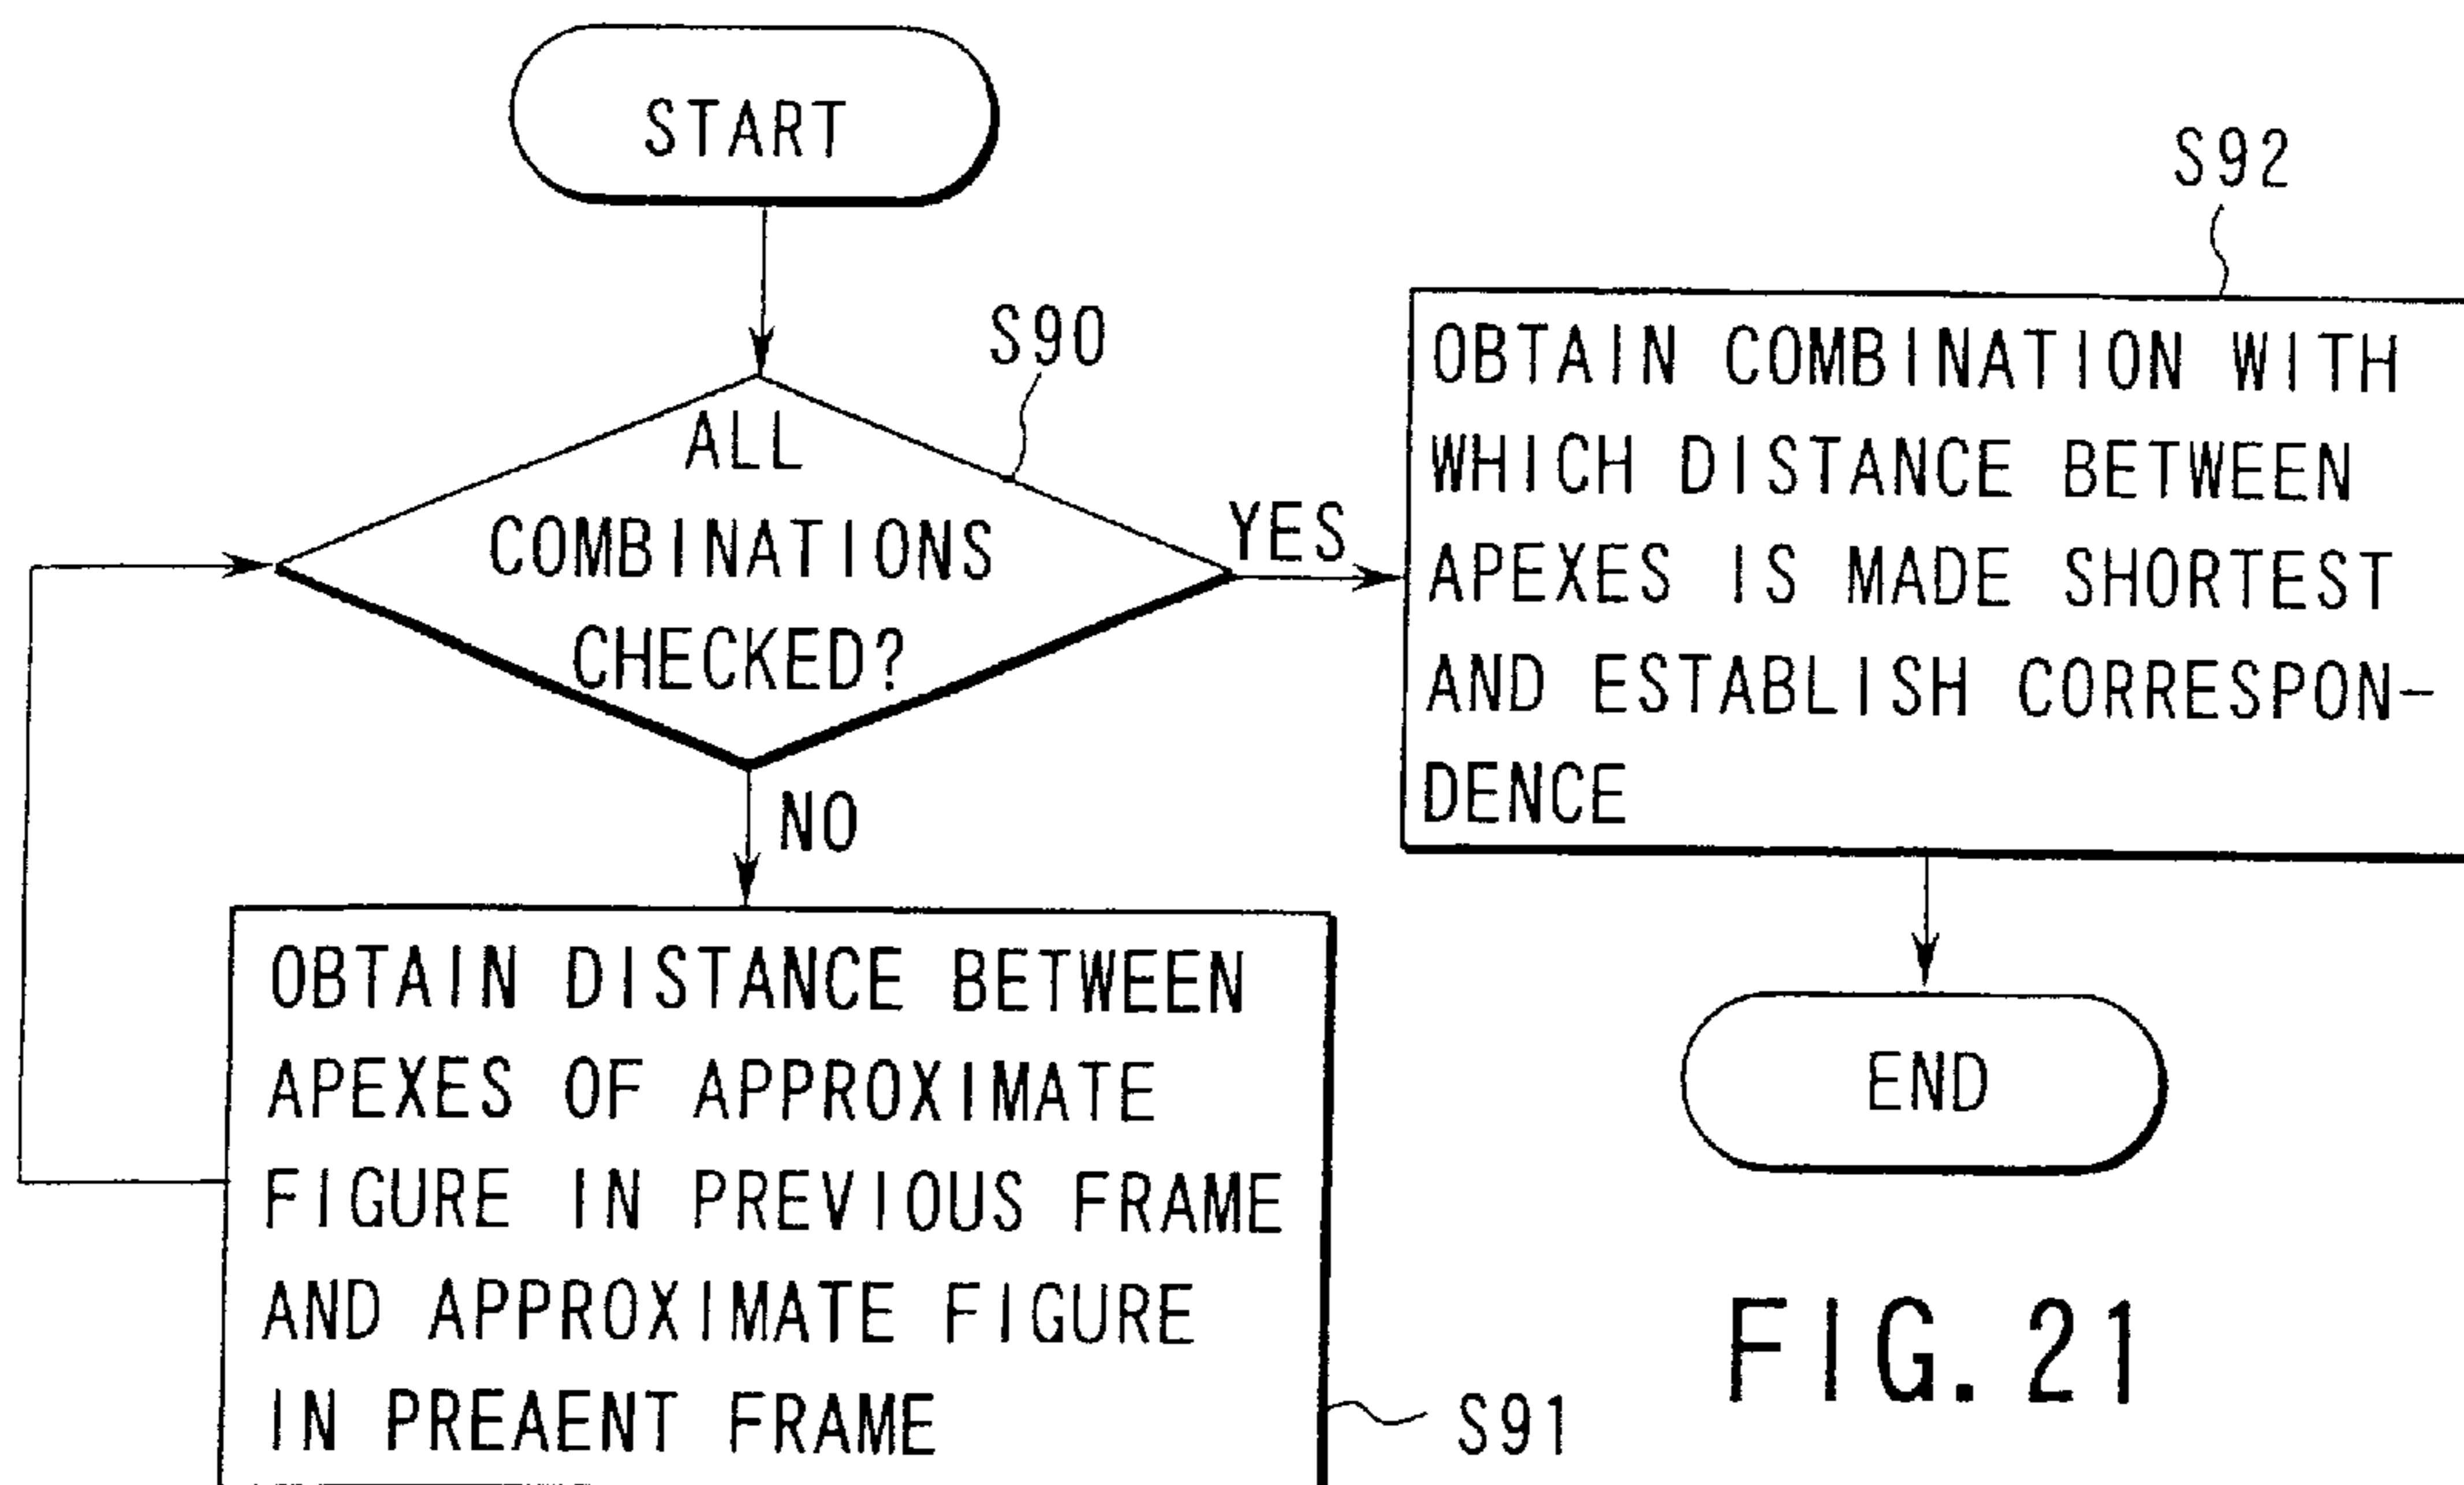 START
S90
ALL
COMBINATIONS
CHECKED?
YES
NO
S92
OBTAIN COMBINATION WITH
WHICH DISTANCE BETWEEN
APEXES IS MADE SHORTEST
AND ESTABLISH CORRESPON-
DENCE
OBTAIN DISTANCE BETWEEN
APEXES OF APPROXIMATE
FIGURE IN PREVIOUS FRAME
AND APPROXIMATE FIGURE
IN PREAENT FRAME
S91
END
FIG. 21